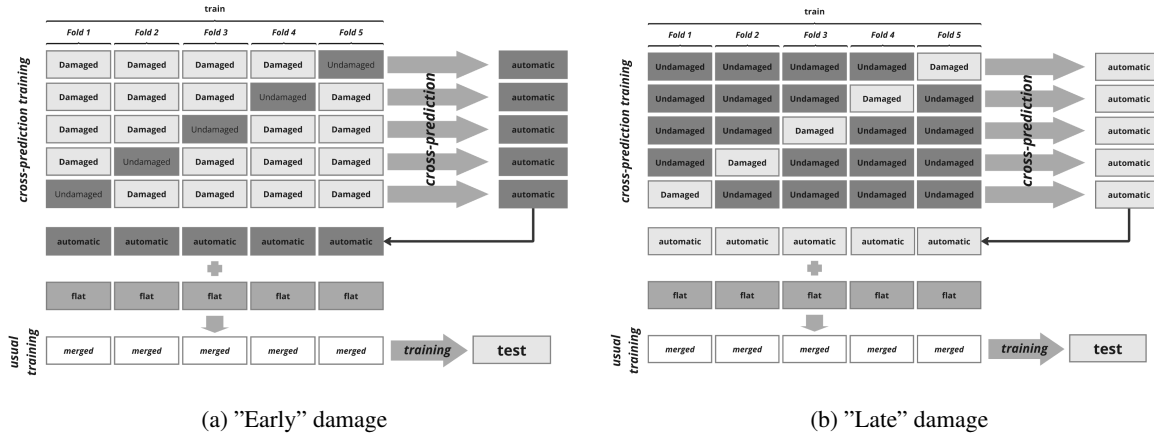 train
Fold 1 Fold 2 Fold 3 Fold 4 Fold 5
cross-prediction training
Damaged Damaged Damaged Damaged Undamaged automatic
Damaged Damaged Damaged Undamaged Damaged automatic
Damaged Damaged Undamaged Damaged Damaged automatic
Damaged Undamaged Damaged Damaged Damaged automatic
Undamaged Damaged Damaged Damaged Damaged automatic
cross-prediction
automatic automatic automatic automatic automatic
flat flat flat flat flat
usual
training
merged merged merged merged merged training test
(a) ”Early” damage
train
Fold 1 Fold 2 Fold 3 Fold 4 Fold 5
cross-prediction training
Undamaged Undamaged Undamaged Undamaged Damaged automatic
Undamaged Undamaged Undamaged Damaged Undamaged automatic
Undamaged Undamaged Damaged Undamaged Undamaged automatic
Undamaged Damaged Undamaged Undamaged Undamaged automatic
Damaged Undamaged Undamaged Undamaged Undamaged automatic
cross-prediction
automatic automatic automatic automatic automatic
flat flat flat flat flat
usual
training
merged merged merged merged merged training test
(b) ”Late” damage